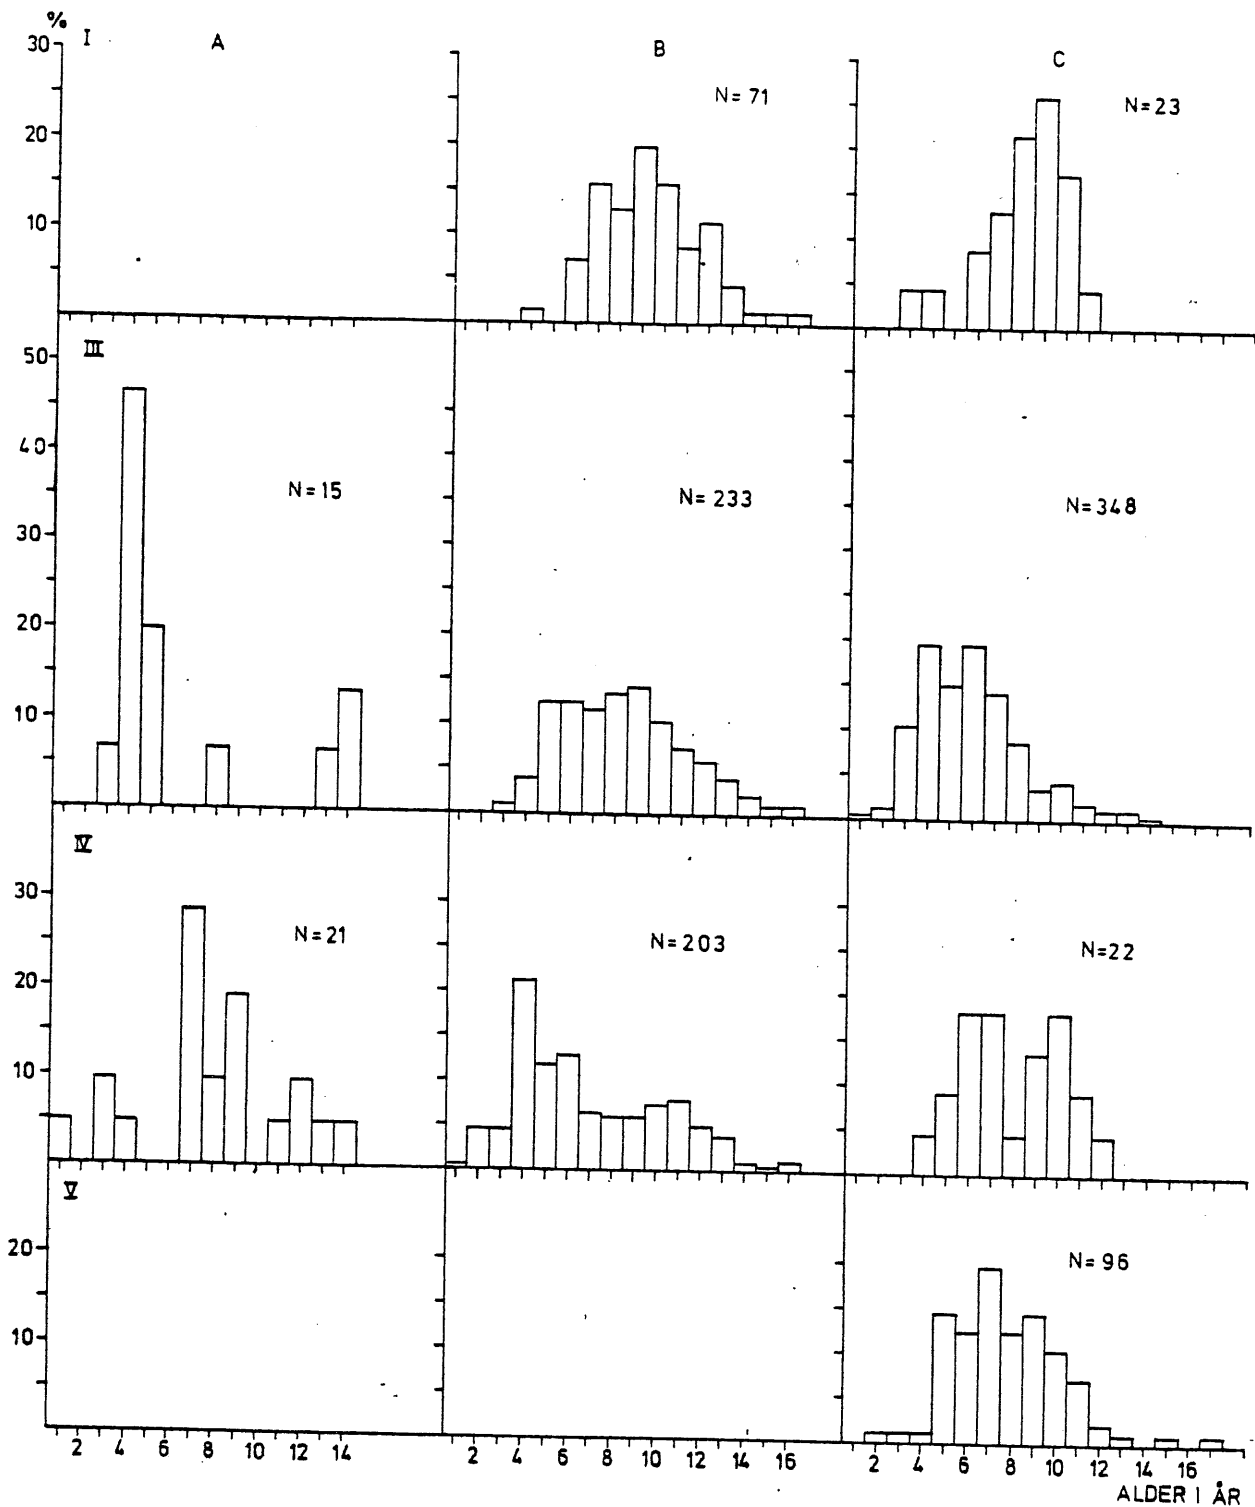 %
30 I A B C
N=71 N=23
20
10
III
50
40
N=15 N=233 N=348
30
20
10
IV
30
N=21 N=203 N=22
20
10
V
20
N=96
10
2 4 6 8 10 12 14 2 4 6 8 10 12 14 16 2 4 6 8 10 12 14 16
ALDER I ÅR